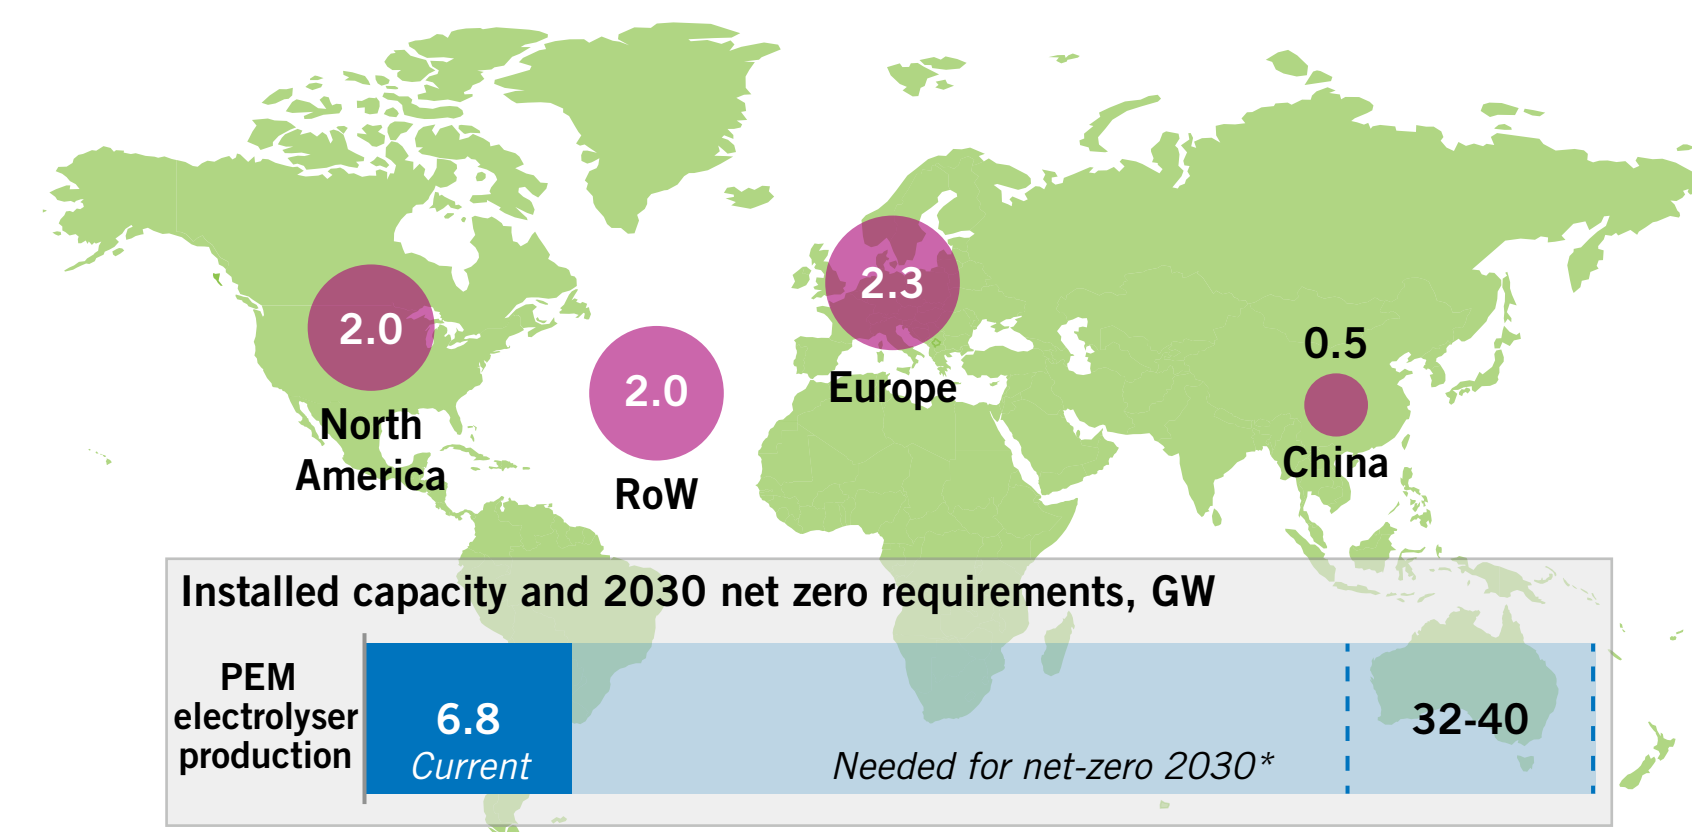 2.0
North
America
2.0
RoW
2.3
Europe
0.5
China
Installed capacity and 2030 net zero requirements, GW
PEM
electrolyser
production
6.8
Current
Needed for net-zero 2030*
32-40